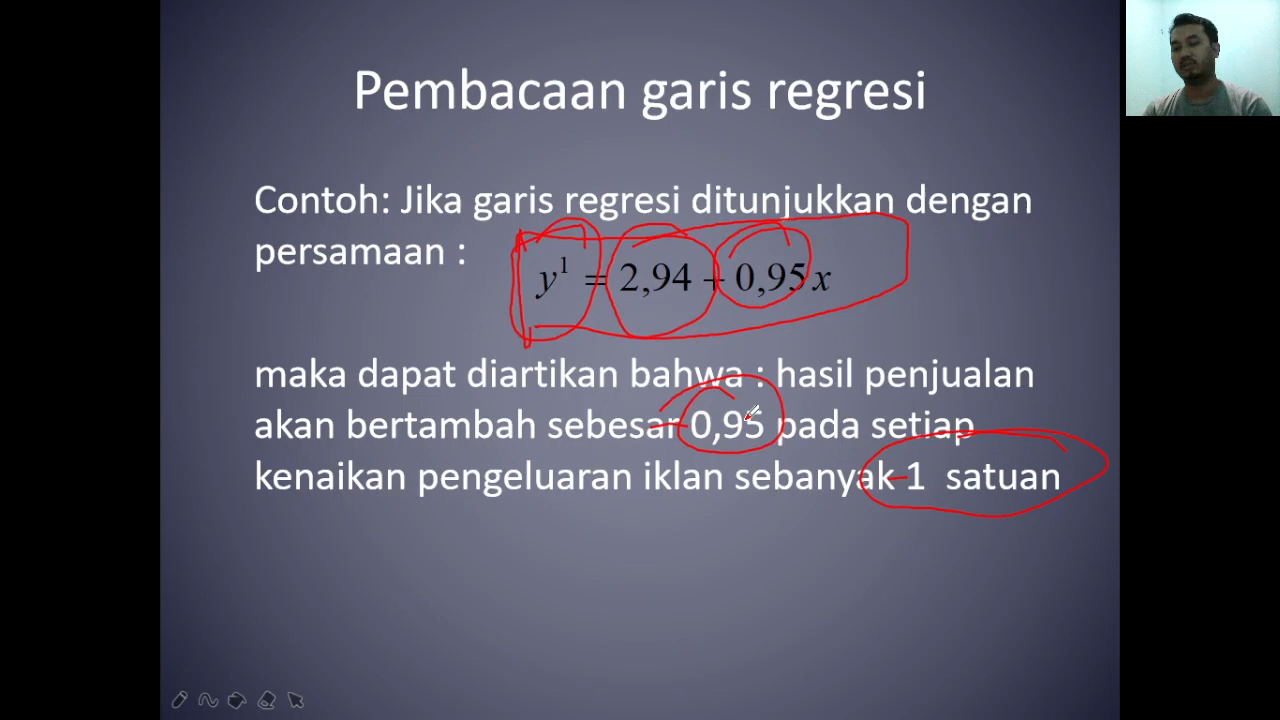 Pembacaan garis regresi
Contoh: Jika garis regresi ditunjukkan dengan
persamaan :
y¹ = 2,94 + 0,95x
maka dapat diartikan bahwa : hasil penjualan
akan bertambah sebesar 0,95 pada setiap
kenaikan pengeluaran iklan sebanyak 1 satuan